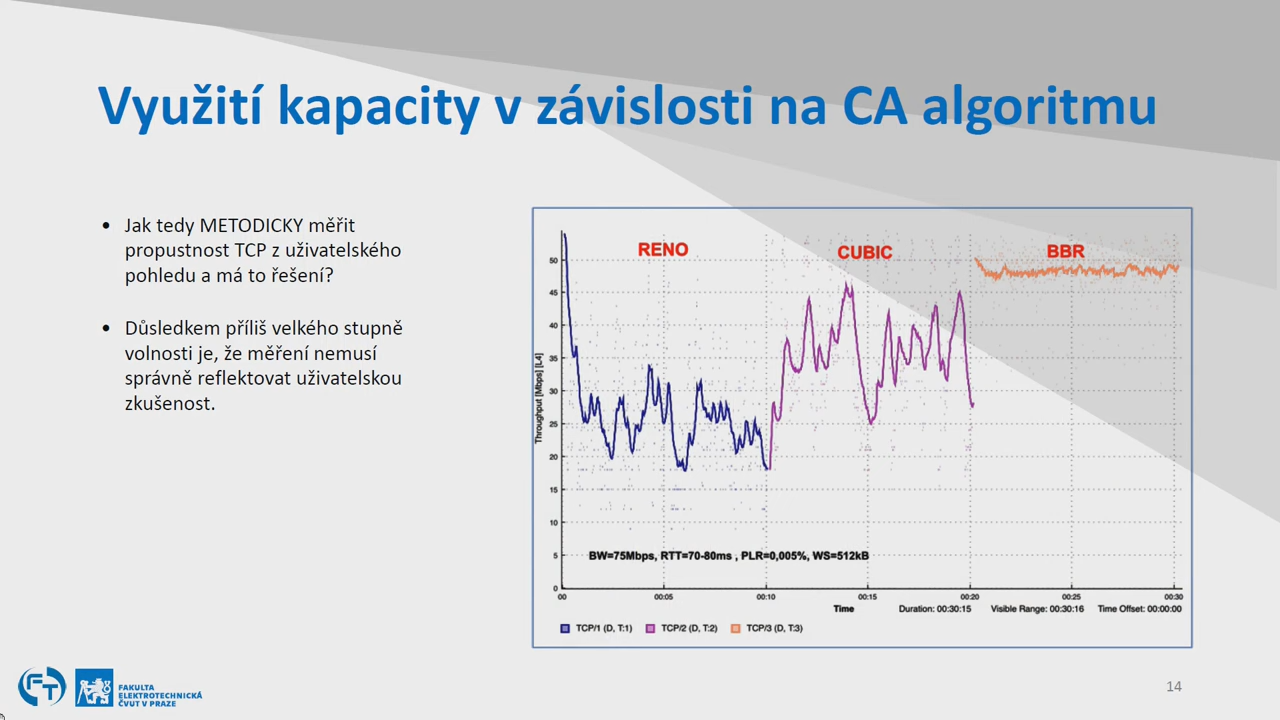 Využití kapacity v závislosti na CA algoritmu
• Jak tedy METODICKY měřit
propustnost TCP z uživatelského
pohledu a má to řešení?
• Důsledkem příliš velkého stupně
volnosti je, že měření nemusí
správně reflektovat uživatelskou
zkušenost.
RENO
CUBIC
BBR
Throughput [Mbps] [L4]
50
45
40
35
30
25
20
15
10
5
0
BW=75Mbps, RTT=70-80ms , PLR=0,005%, WS=512kB
00
00:05
00:10
00:15
00:20
00:25
00:30
Time
Duration: 00:30:15
Visible Range: 00:30:16
Time Offset: 00:00:00
TCP/1 (D, T:1)
TCP/2 (D, T:2)
TCP/3 (D, T:3)
FT
FAKULTA
ELEKTROTECHNICKÁ
ČVUT V PRAZE
14